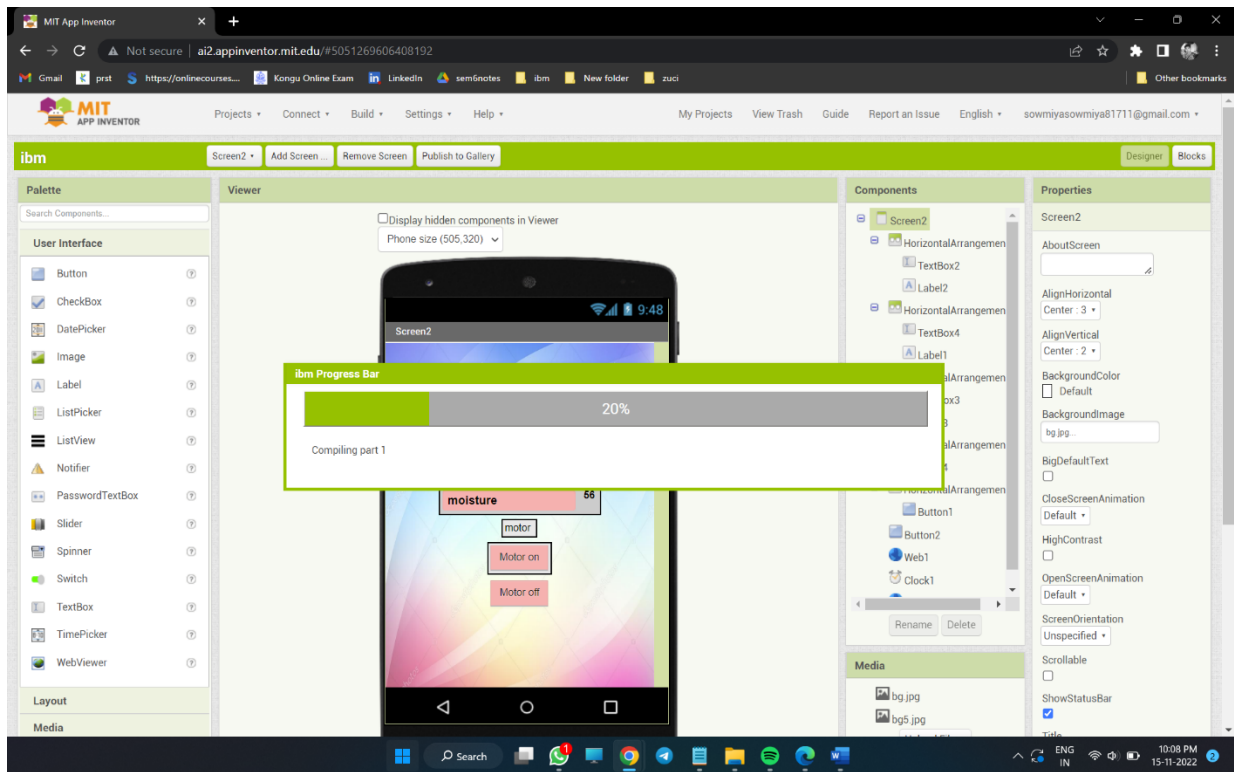 MIT App Inventor
Not secure
ai2.appinventor.mit.edu/#5051269606408192
Gmail
prst
https://onlinecourses....
Kongu Online Exam
LinkedIn
sem6notes
ibm
New folder
zuci
Other bookmarks
MIT
APP INVENTOR
Projects
Connect
Build
Settings
Help
My Projects
View Trash
Guide
Report an Issue
English
sowmiyasowmiya81711@gmail.com
ibm
Screen2
Add Screen ...
Remove Screen
Publish to Gallery
Designer
Blocks
Palette
Search Components...
User Interface
Button
CheckBox
DatePicker
Image
Label
ListPicker
ListView
Notifier
PasswordTextBox
Slider
Spinner
Switch
TextBox
TimePicker
WebViewer
Layout
Media
Viewer
Display hidden components in Viewer
Phone size (505,320)
9:48
Screen2
ibm Progress Bar
20%
Compiling part 1
moisture
56
motor
Motor on
Motor off
Components
Screen2
HorizontalArrangemen
TextBox2
Label2
HorizontalArrangemen
TextBox4
Label1
alArrangemen
ox3
3
alArrangemen
HorizontalArrangemen
Button1
Button2
Web1
Clock1
Rename
Delete
Media
bg.jpg
bg5.jpg
Properties
Screen2
AboutScreen
AlignHorizontal
Center : 3
AlignVertical
Center : 2
BackgroundColor
Default
BackgroundImage
bg.jpg...
BigDefaultText
CloseScreenAnimation
Default
HighContrast
OpenScreenAnimation
Default
ScreenOrientation
Unspecified
Scrollable
ShowStatusBar
Title
Search
1
ENG
IN
10:08 PM
15-11-2022
2